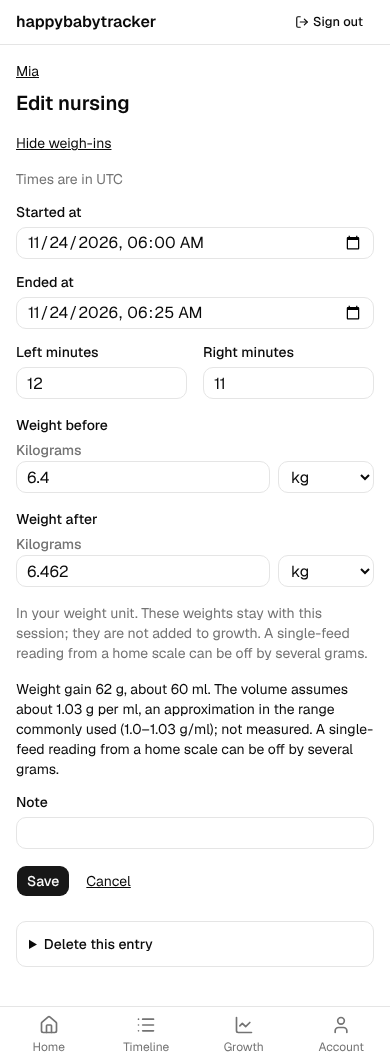 happybabytracker
Sign out
Mia
Edit nursing
Hide weigh-ins
Times are in UTC
Started at
11/24/2026, 06:00 AM
Ended at
11/24/2026, 06:25 AM
Left minutes
Right minutes
12
11
Weight before
Kilograms
6.4
kg
Weight after
Kilograms
6.462
kg
In your weight unit. These weights stay with this
session; they are not added to growth. A single-feed
reading from a home scale can be off by several grams.
Weight gain 62 g, about 60 ml. The volume assumes
about 1.03 g per ml, an approximation in the range
commonly used (1.0–1.03 g/ml); not measured. A single-
feed reading from a home scale can be off by several
grams.
Note
Save
Cancel
Delete this entry
Home
Timeline
Growth
Account